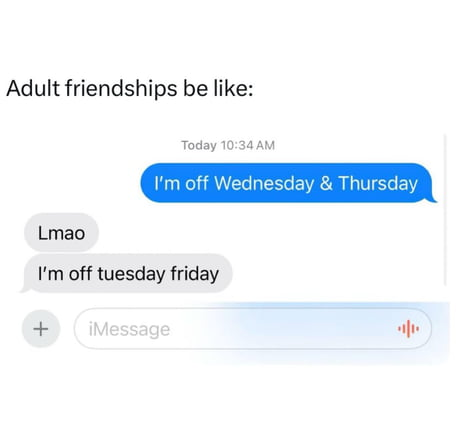 Adult friendships be like:
Today 10:34 AM
I'm off Wednesday & Thursday
Lmao
I'm off tuesday friday
iMessage